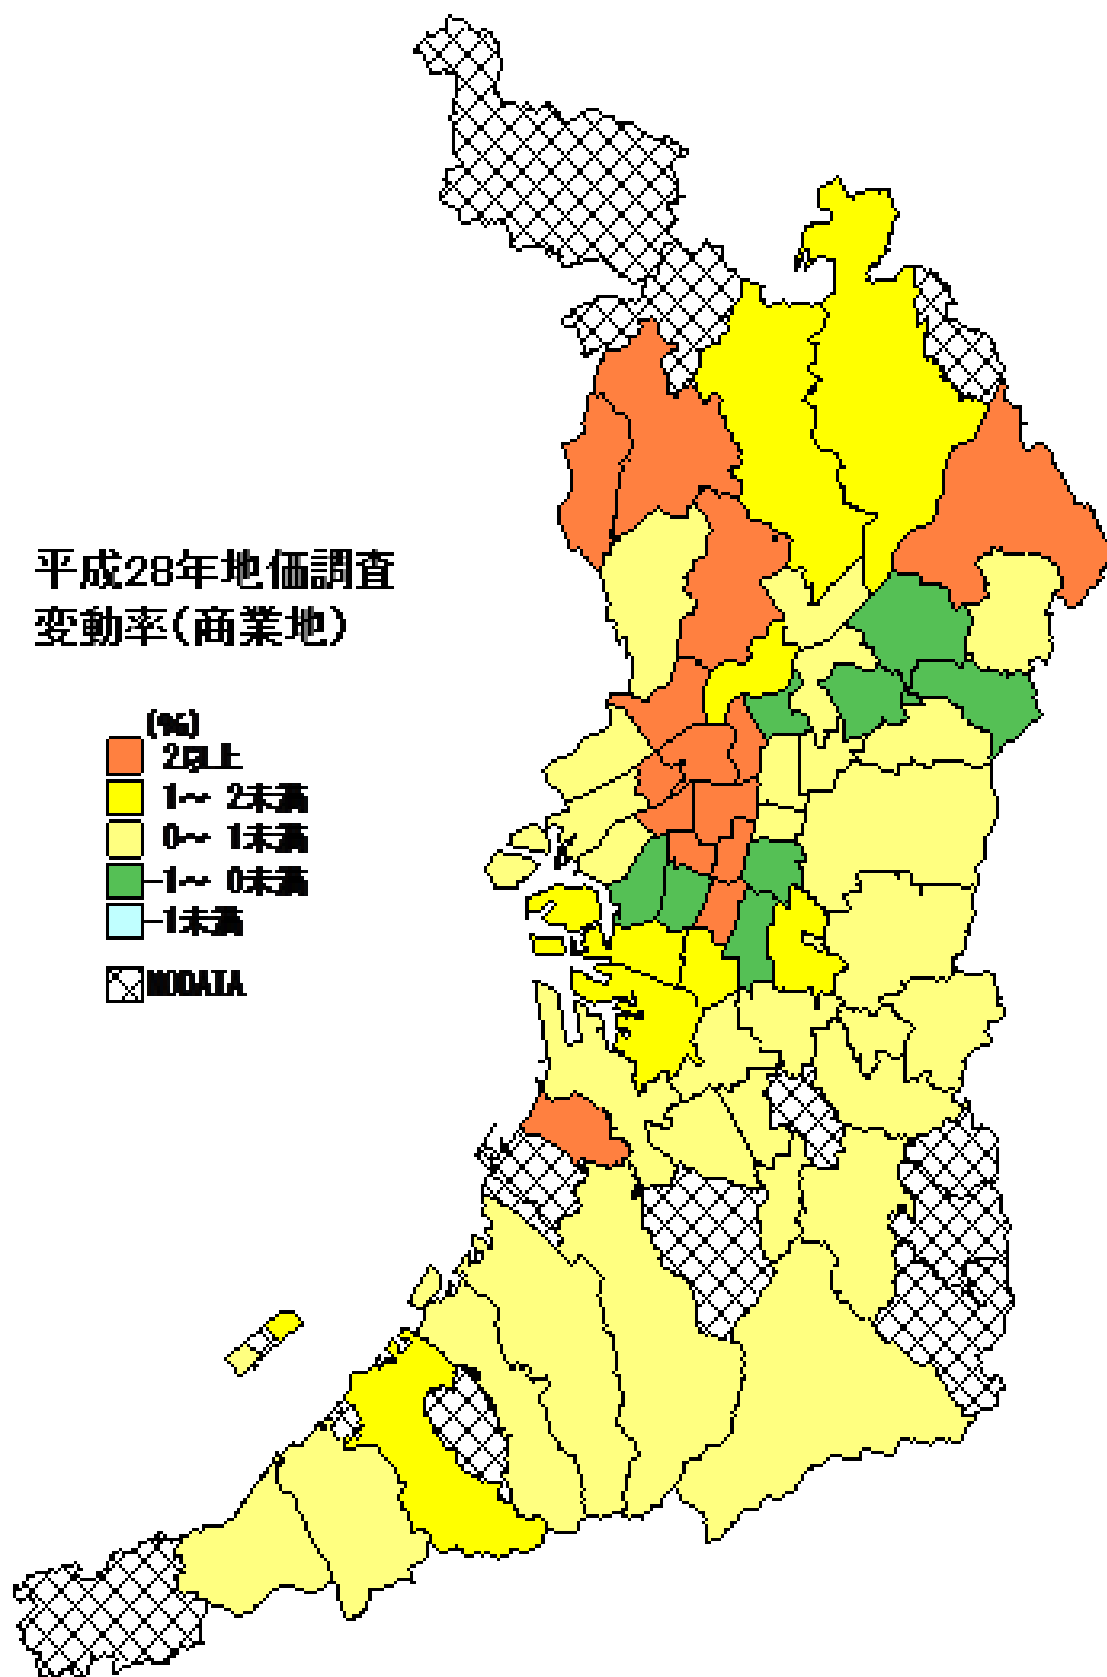 平成28年地価調査
変動率(商業地)
(%)
2以上
1～ 2未満
0～ 1未満
-1～ 0未満
-1未満
NODATA